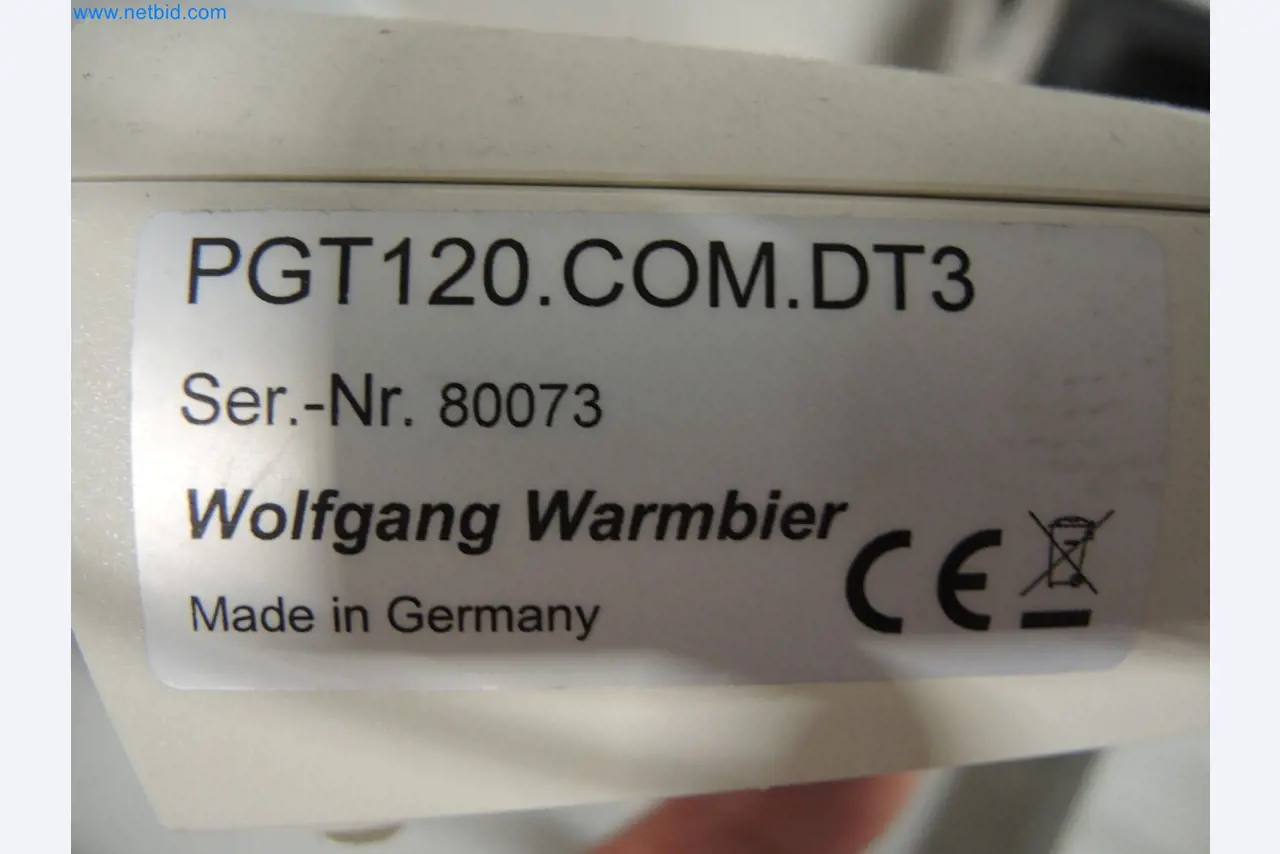 www.netbid.com
PGT120.COM.DT3
Ser.-Nr. 80073
Wolfgang Warmbier
Made in Germany
CE